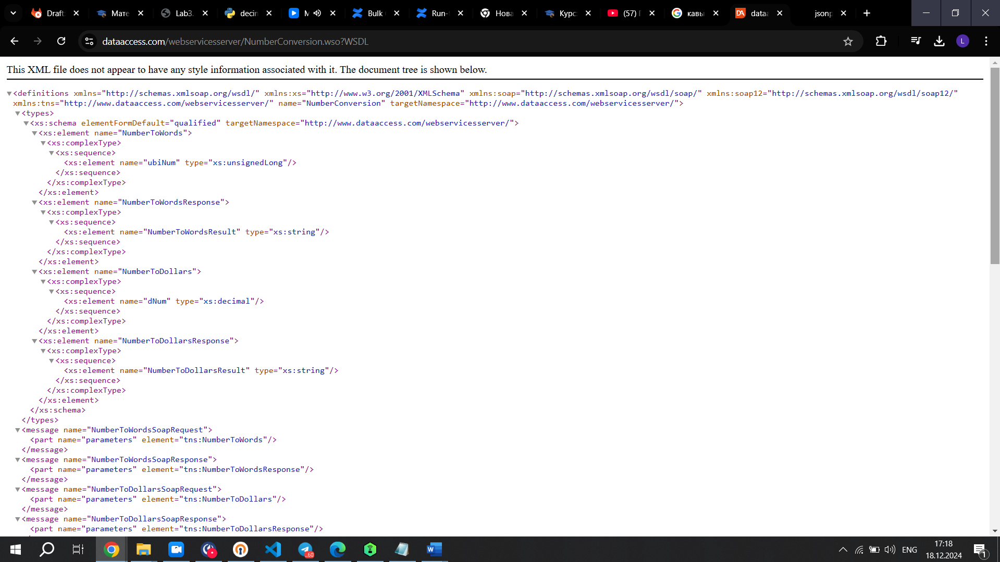 Draft
Мате
Lab3.
decin
M
Bulk
Run-
Нова
Курс:
(57)
кавы
DA
dataa
jsonp
dataaccess.com/webservicesserver/NumberConversion.wso?WSDL
L
This XML file does not appear to have any style information associated with it. The document tree is shown below.
<definitions xmlns="http://schemas.xmlsoap.org/wsdl/" xmlns:xs="http://www.w3.org/2001/XMLSchema" xmlns:soap="http://schemas.xmlsoap.org/wsdl/soap/" xmlns:soap12="http://schemas.xmlsoap.org/wsdl/soap12/"
xmlns:tns="http://www.dataaccess.com/webservicesserver/" name="NumberConversion" targetNamespace="http://www.dataaccess.com/webservicesserver/">
<types>
<xs:schema elementFormDefault="qualified" targetNamespace="http://www.dataaccess.com/webservicesserver/">
<xs:element name="NumberToWords">
<xs:complexType>
<xs:sequence>
<xs:element name="ubiNum" type="xs:unsignedLong"/>
</xs:sequence>
</xs:complexType>
</xs:element>
<xs:element name="NumberToWordsResponse">
<xs:complexType>
<xs:sequence>
<xs:element name="NumberToWordsResult" type="xs:string"/>
</xs:sequence>
</xs:complexType>
</xs:element>
<xs:element name="NumberToDollars">
<xs:complexType>
<xs:sequence>
<xs:element name="dNum" type="xs:decimal"/>
</xs:sequence>
</xs:complexType>
</xs:element>
<xs:element name="NumberToDollarsResponse">
<xs:complexType>
<xs:sequence>
<xs:element name="NumberToDollarsResult" type="xs:string"/>
</xs:sequence>
</xs:complexType>
</xs:element>
</xs:schema>
</types>
<message name="NumberToWordsSoapRequest">
<part name="parameters" element="tns:NumberToWords"/>
</message>
<message name="NumberToWordsSoapResponse">
<part name="parameters" element="tns:NumberToWordsResponse"/>
</message>
<message name="NumberToDollarsSoapRequest">
<part name="parameters" element="tns:NumberToDollars"/>
</message>
<message name="NumberToDollarsSoapResponse">
<part name="parameters" element="tns:NumberToDollarsResponse"/>
..60
W
ENG
17:18
18.12.2024
1